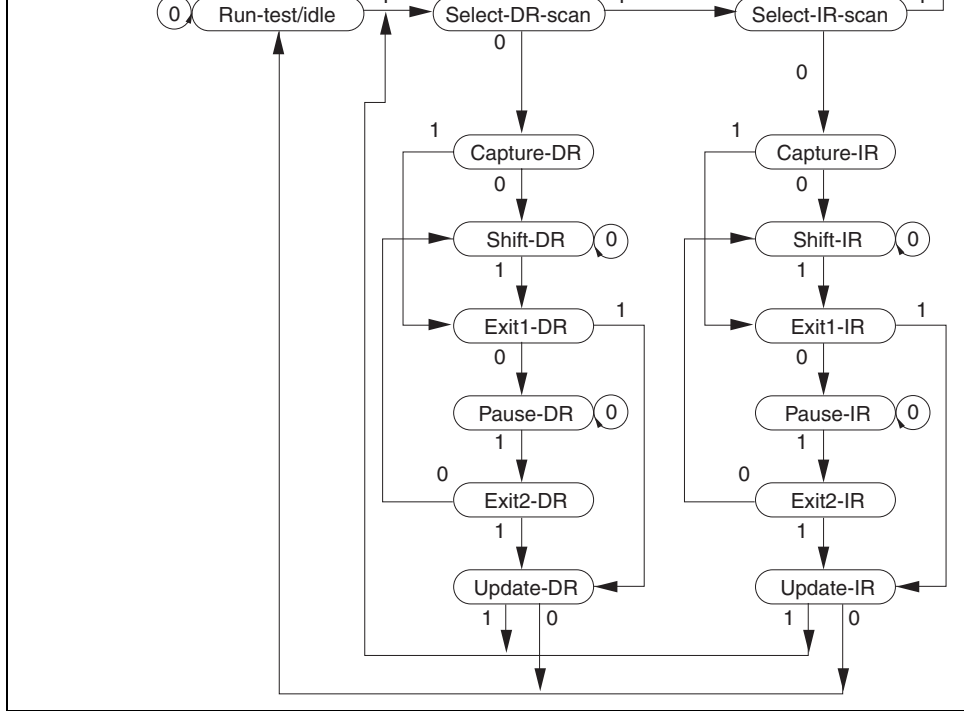 0 Run-test/idle Select-DR-scan Select-IR-scan
0 0
1 1
Capture-DR Capture-IR
0 0
Shift-DR 0 Shift-IR 0
1 1
Exit1-DR 1 Exit1-IR 1
0 0
Pause-DR 0 Pause-IR 0
1 1
0 0
Exit2-DR Exit2-IR
1 1
Update-DR Update-IR
1 0 1 0